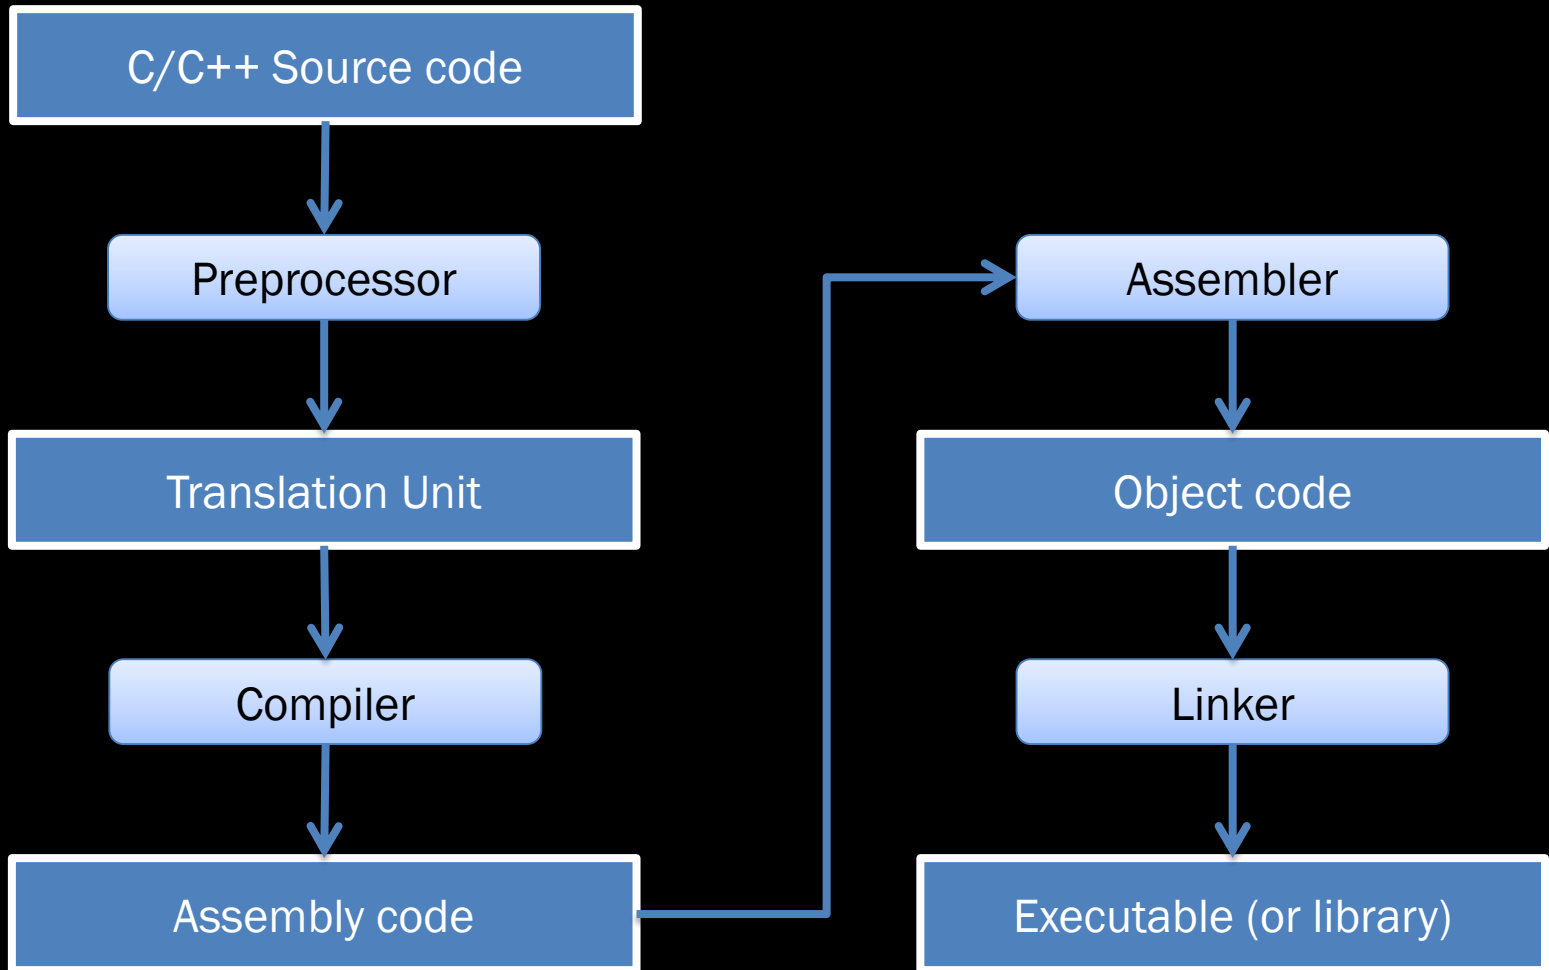 C/C++ Source code
Preprocessor
Translation Unit
Compiler
Assembly code
Assembler
Object code
Linker
Executable (or library)